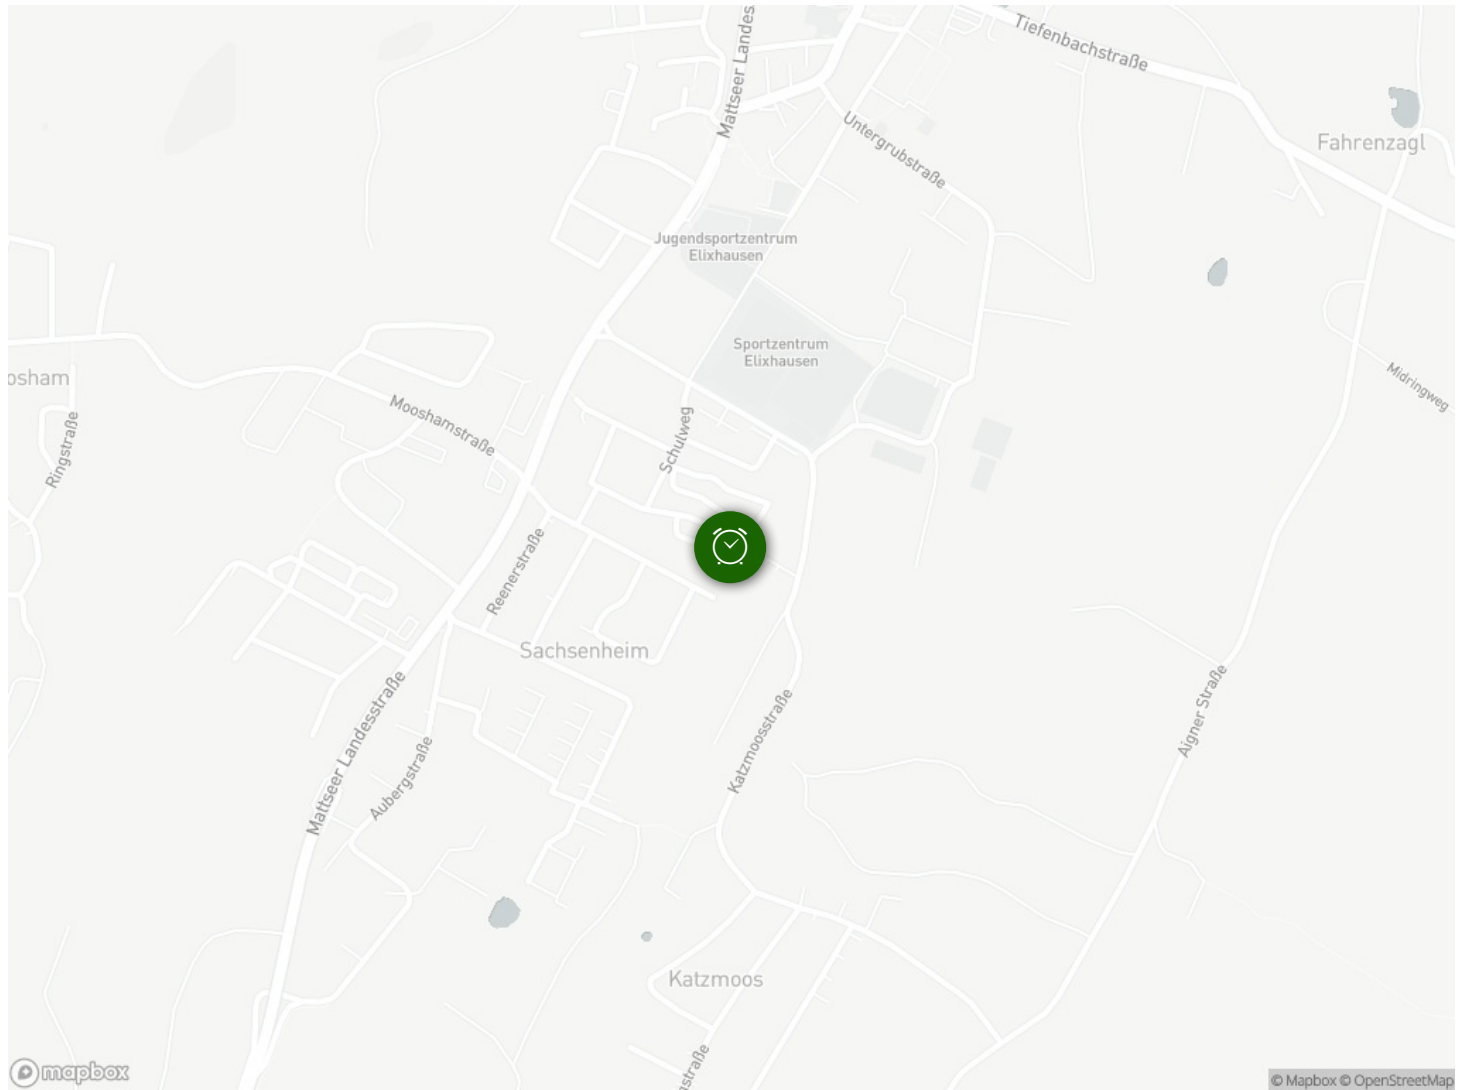 Tiefenbachstraße
Mattseer Landes
Fahrenzagl
Untergrubstraße
Jugendsportzentrum
Elixhausen
Sportzentrum
Elixhausen
osham
Midringweg
Mooshamstraße
Ringstraße
Schulweg
Reenerstraße
Sachsenheim
Mattseer Landesstraße
Katzmoosstraße
Aigner Straße
Aubergstraße
Katzmoos
nstraße
mapbox
© Mapbox © OpenStreetMap